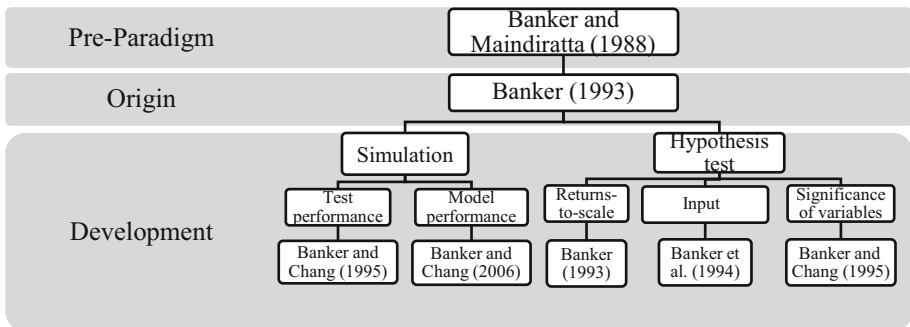 Pre-Paradigm
Banker and
Maindiratta (1988)
Origin
Banker (1993)
Development
Simulation
Hypothesis
test
Test
performance
Model
performance
Returns-
to-scale
Input
Significance
of variables
Banker and
Chang (1995)
Banker and
Chang (2006)
Banker
(1993)
Banker et
al. (1994)
Banker and
Chang (1995)